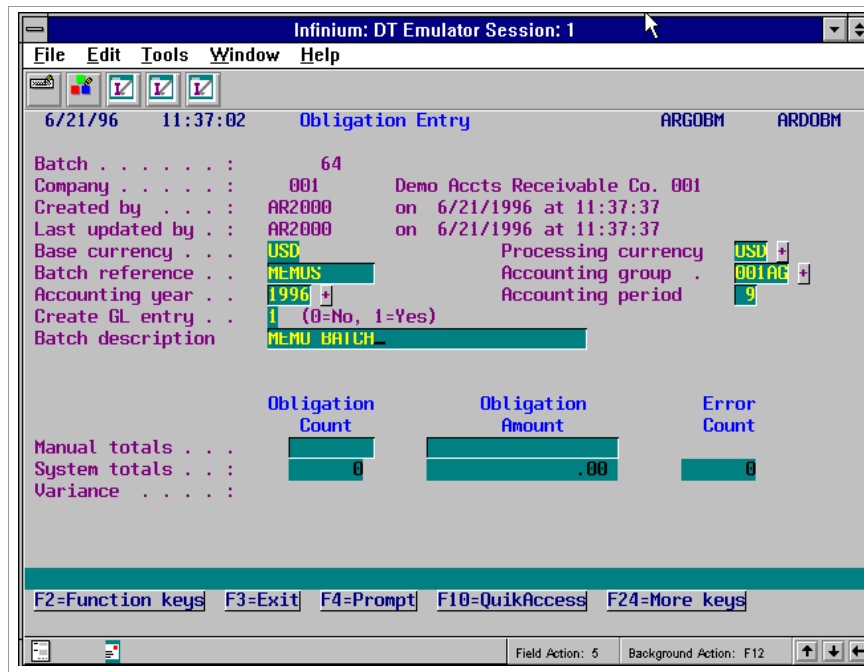 Infinium: DT Emulator Session: 1
File Edit Tools Window Help
6/21/96 11:37:02 Obligation Entry ARGOBM ARDOBM
Batch . . . . . . : 64
Company . . . . . : 001 Demo Accts Receivable Co. 001
Created by . . . : AR2000 on 6/21/1996 at 11:37:37
Last updated by . : AR2000 on 6/21/1996 at 11:37:37
Base currency . . . USD Processing currency USD +
Batch reference . . MEMOS Accounting group . 001AG +
Accounting year . . 1996 + Accounting period 9
Create GL entry . . 1 (0=No, 1=Yes)
Batch description MEMO BATCH
Obligation Obligation Error
Count Amount Count
Manual totals . . .
System totals . . : 0 .00 0
Variance . . . . :
F2=Function keys F3=Exit F4=Prompt F10=QuikAccess F24=More keys
Field Action: 5 Background Action: F12